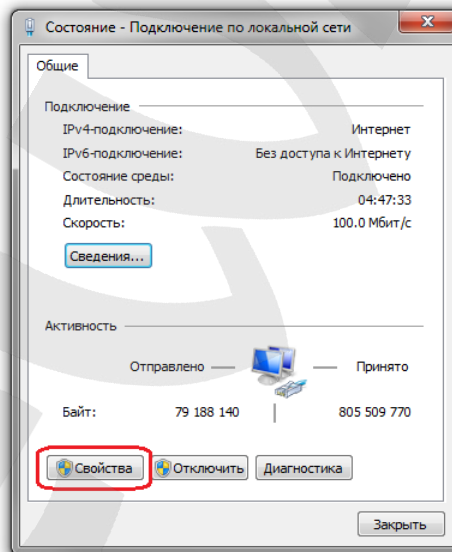 Состояние - Подключение по локальной сети
Общие
Подключение
IPv4-подключение: Интернет
IPv6-подключение: Без доступа к Интернету
Состояние среды: Подключено
Длительность: 04:47:33
Скорость: 100.0 Мбит/с
Сведения...
Активность
Отправлено — — Принято
Байт: 79 188 140 | 805 509 770
Свойства Отключить Диагностика
Закрыть